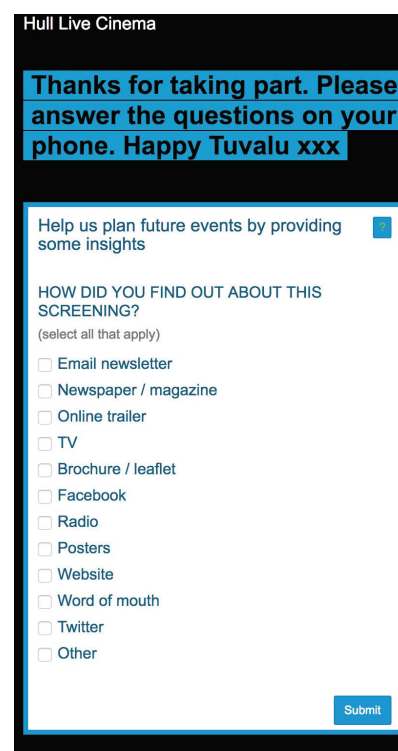 Hull Live Cinema
Thanks for taking part. Please
answer the questions on your
phone. Happy Tuvalu xxx
Help us plan future events by providing
some insights
?
HOW DID YOU FIND OUT ABOUT THIS
SCREENING?
(select all that apply)
Email newsletter
Newspaper / magazine
Online trailer
TV
Brochure / leaflet
Facebook
Radio
Posters
Website
Word of mouth
Twitter
Other
Submit